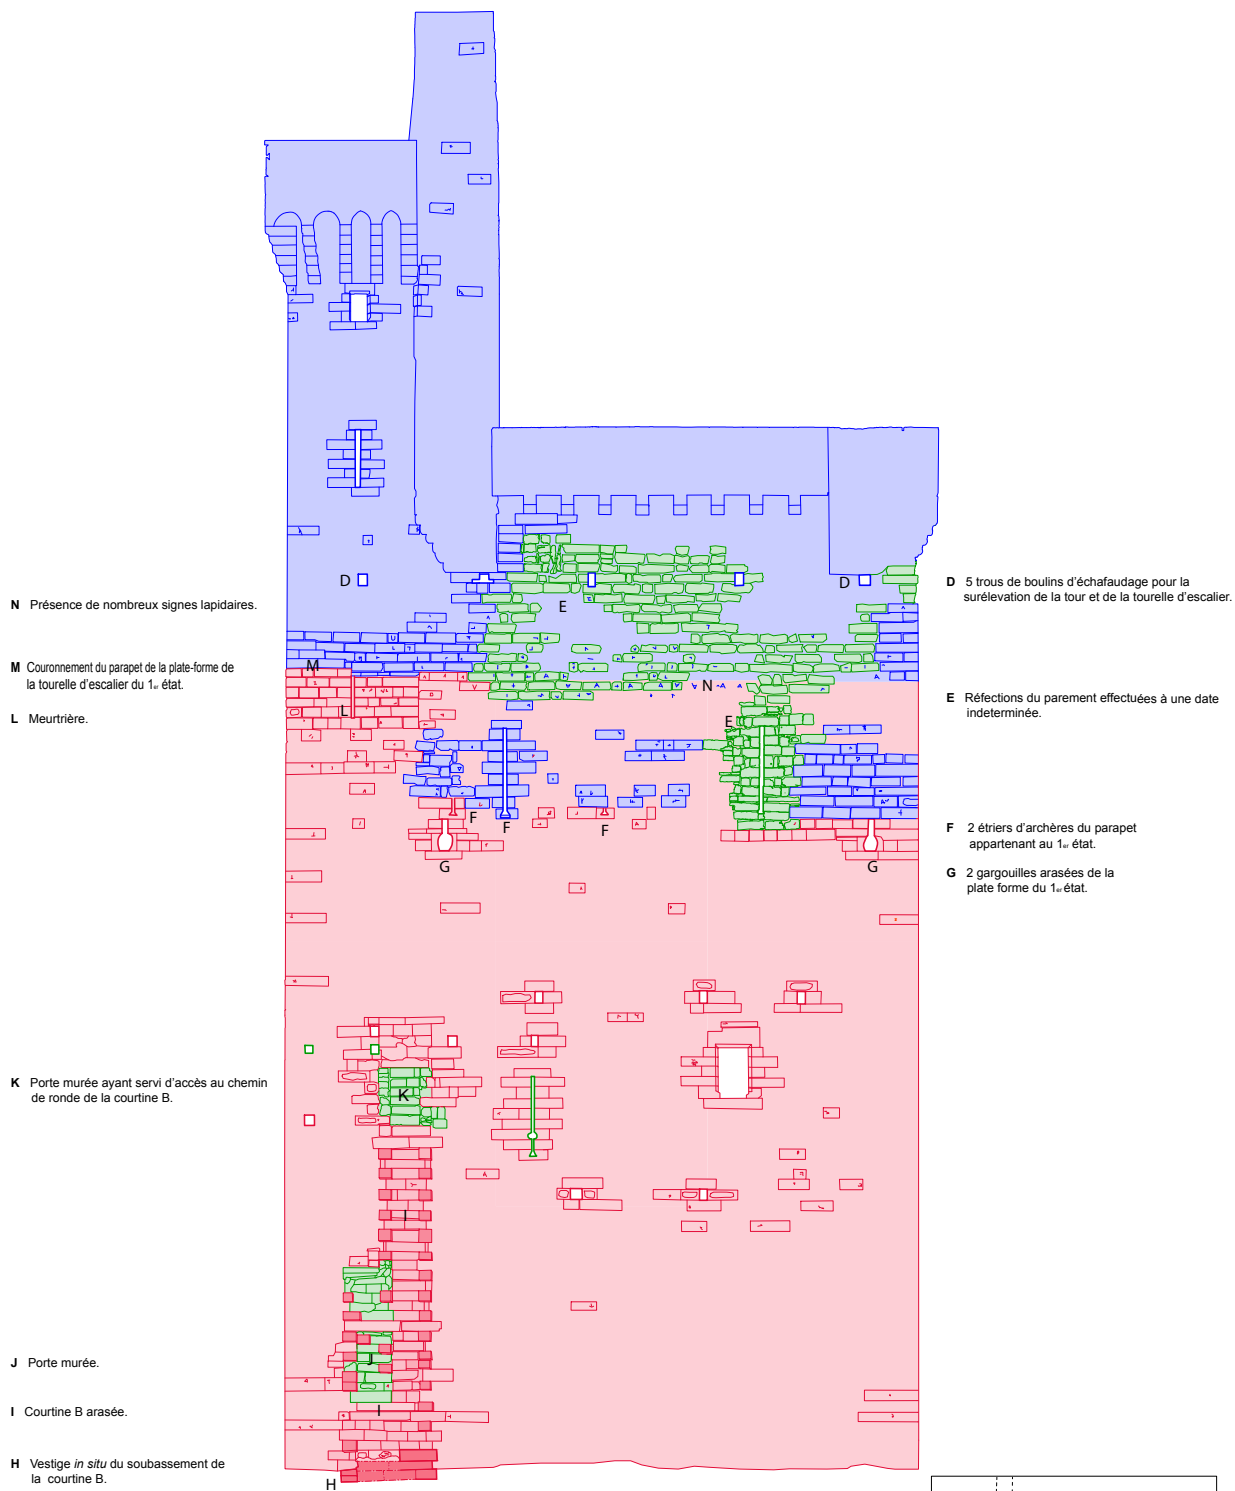 D
D
E
N Présence de nombreux signes lapidaires.
M Couronnement du parapet de la plate-forme de
la tourelle d'escalier du 1er état.
L Meurtrière.
M
N
L
E
F
F
F
G
G
K
K Porte murée ayant servi d'accès au chemin
de ronde de la courtine B.
I
J
J Porte murée.
I
I Courtine B arasée.
H Vestige in situ du soubassement de
la courtine B.
H
D 5 trous de boulins d'échafaudage pour la
surélevation de la tour et de la tourelle d'escalier.
E Réfections du parement effectuées à une date
indeterminée.
F 2 étriers d'archères du parapet
appartenant au 1er état.
G 2 gargouilles arasées de la
plate forme du 1er état.